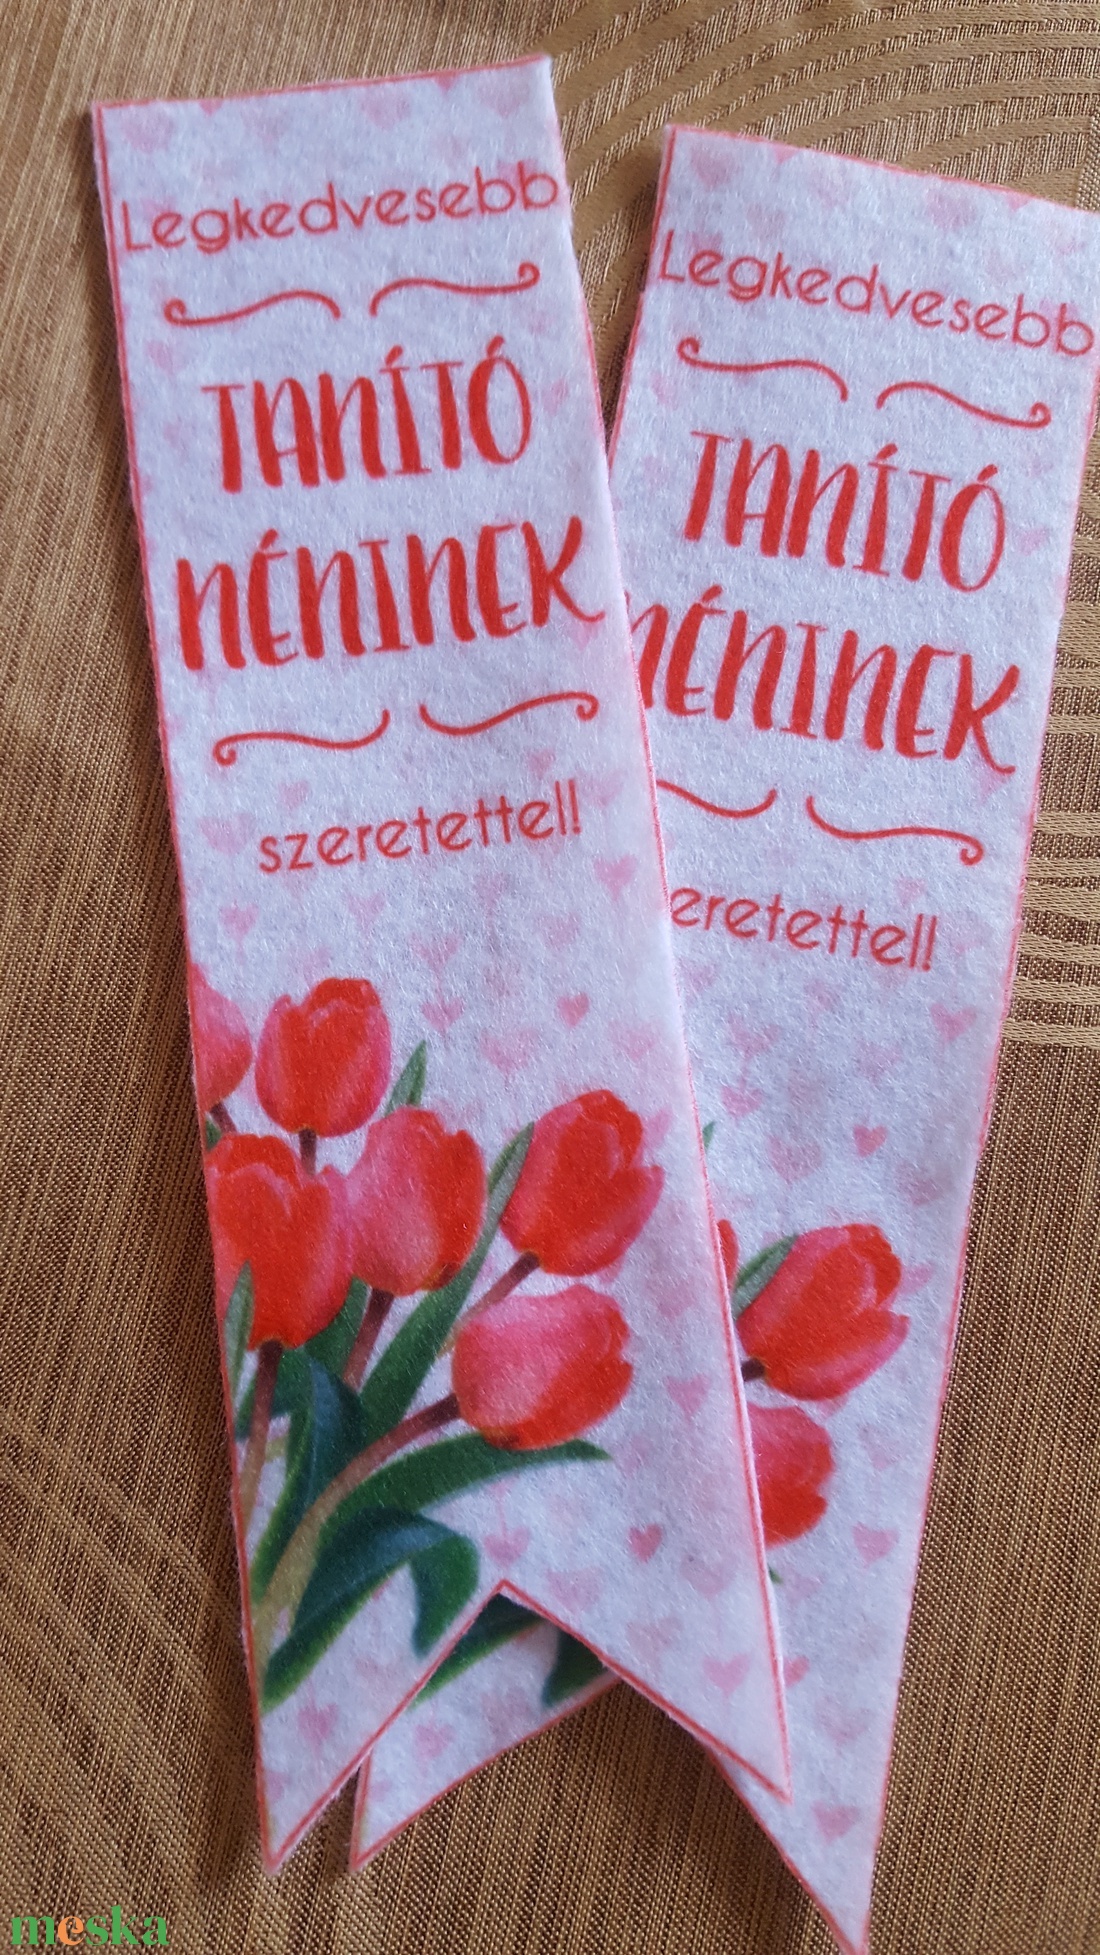 Legkedvesebb
TANÍTÓ
NÉNINEK
szeretettel!
Legkedvesebb
TANÍTÓ
NÉNINEK
eretettel!
meska